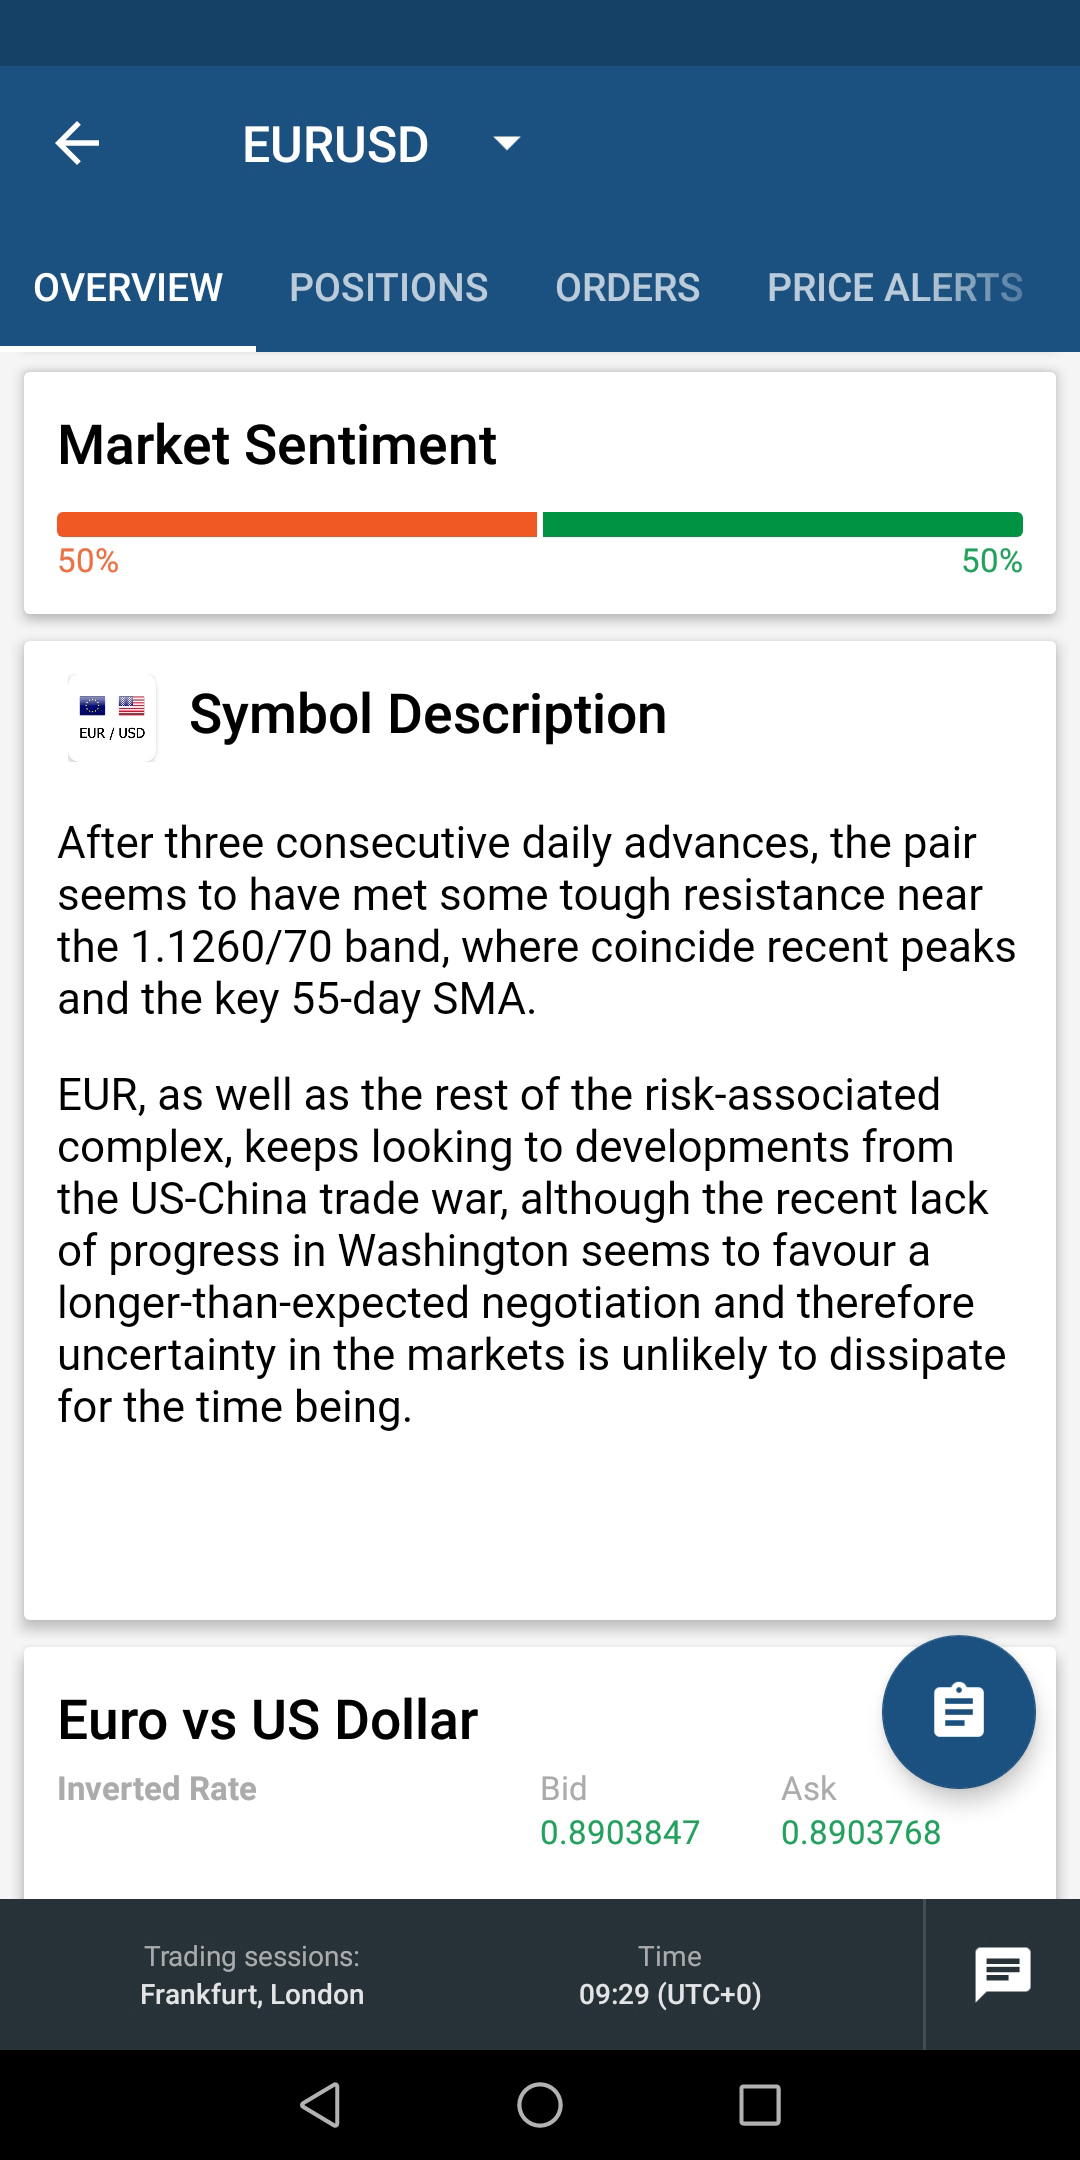 EURUSD
OVERVIEW POSITIONS ORDERS PRICE ALERTS
Market Sentiment
50% 50%
EUR / USD
Symbol Description
After three consecutive daily advances, the pair
seems to have met some tough resistance near
the 1.1260/70 band, where coincide recent peaks
and the key 55-day SMA.
EUR, as well as the rest of the risk-associated
complex, keeps looking to developments from
the US-China trade war, although the recent lack
of progress in Washington seems to favour a
longer-than-expected negotiation and therefore
uncertainty in the markets is unlikely to dissipate
for the time being.
Euro vs US Dollar
Inverted Rate Bid Ask
0.8903847 0.8903768
Trading sessions: Time
Frankfurt, London 09:29 (UTC+0)